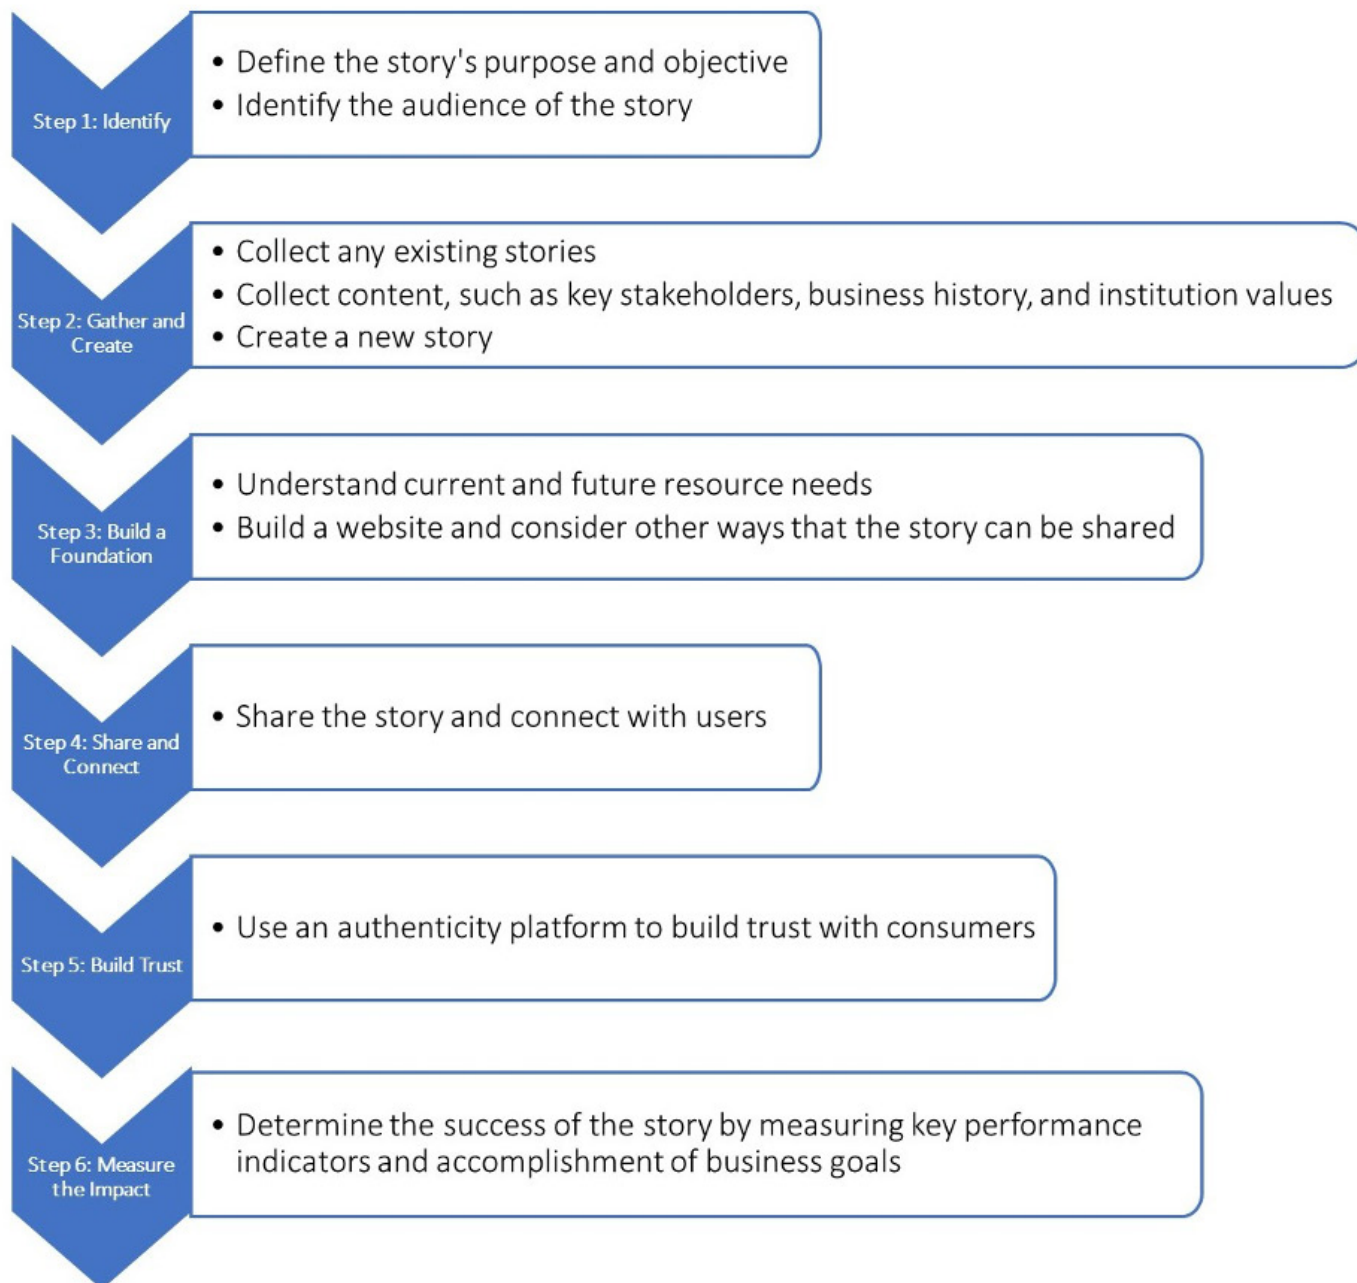 Step 1: Identify
• Define the story's purpose and objective
• Identify the audience of the story
Step 2: Gather and
Create
• Collect any existing stories
• Collect content, such as key stakeholders, business history, and institution values
• Create a new story
Step 3: Build a
Foundation
• Understand current and future resource needs
• Build a website and consider other ways that the story can be shared
Step 4: Share and
Connect
• Share the story and connect with users
Step 5: Build Trust
• Use an authenticity platform to build trust with consumers
Step 6: Measure
the Impact
• Determine the success of the story by measuring key performance
indicators and accomplishment of business goals